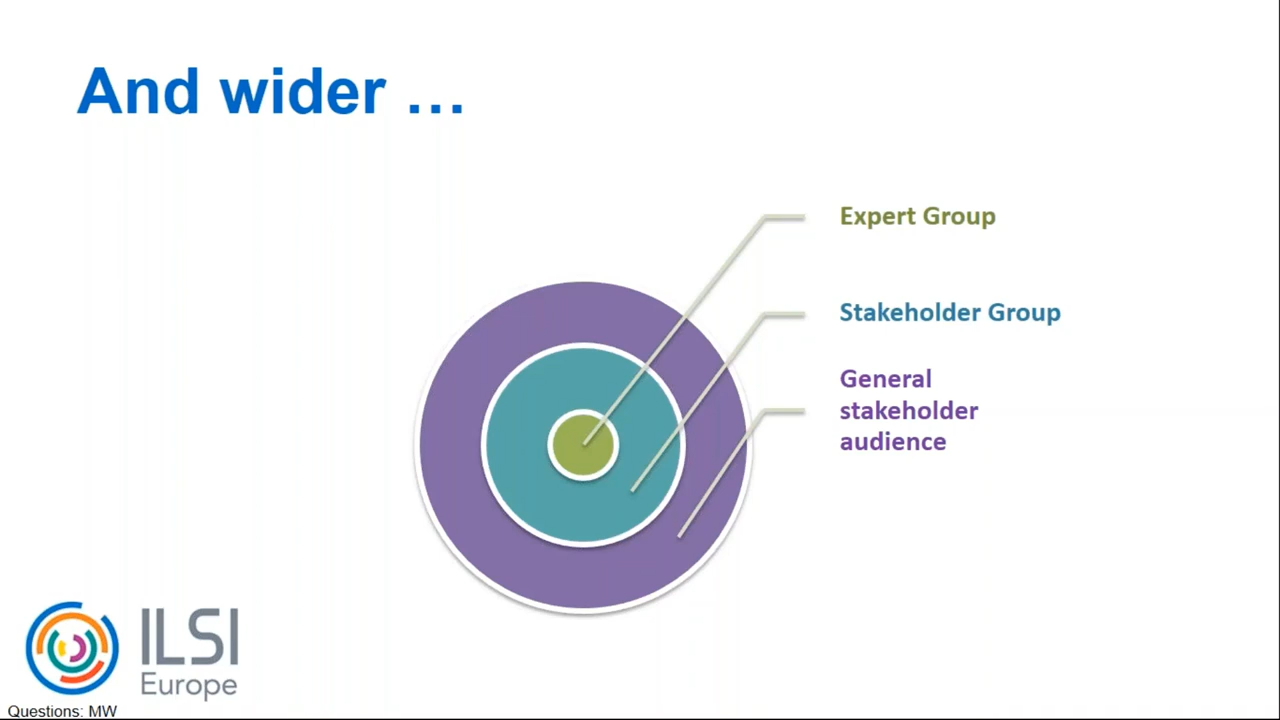 And wider …
Expert Group
Stakeholder Group
General
stakeholder
audience
ILSI
Europe
Questions: MW